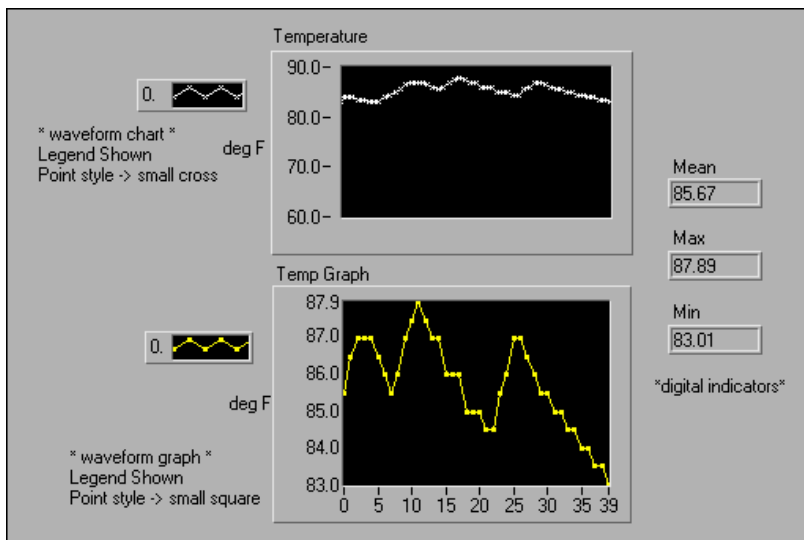 Temperature
90.0
80.0
70.0
60.0
0.
* waveform chart *
Legend Shown
Point style -> small cross
deg F
Mean
85.67
Max
87.89
Min
83.01
*digital indicators*
Temp Graph
87.9
87.0
86.0
85.0
84.0
83.0
0 5 10 15 20 25 30 35 39
0.
deg F
* waveform graph *
Legend Shown
Point style -> small square